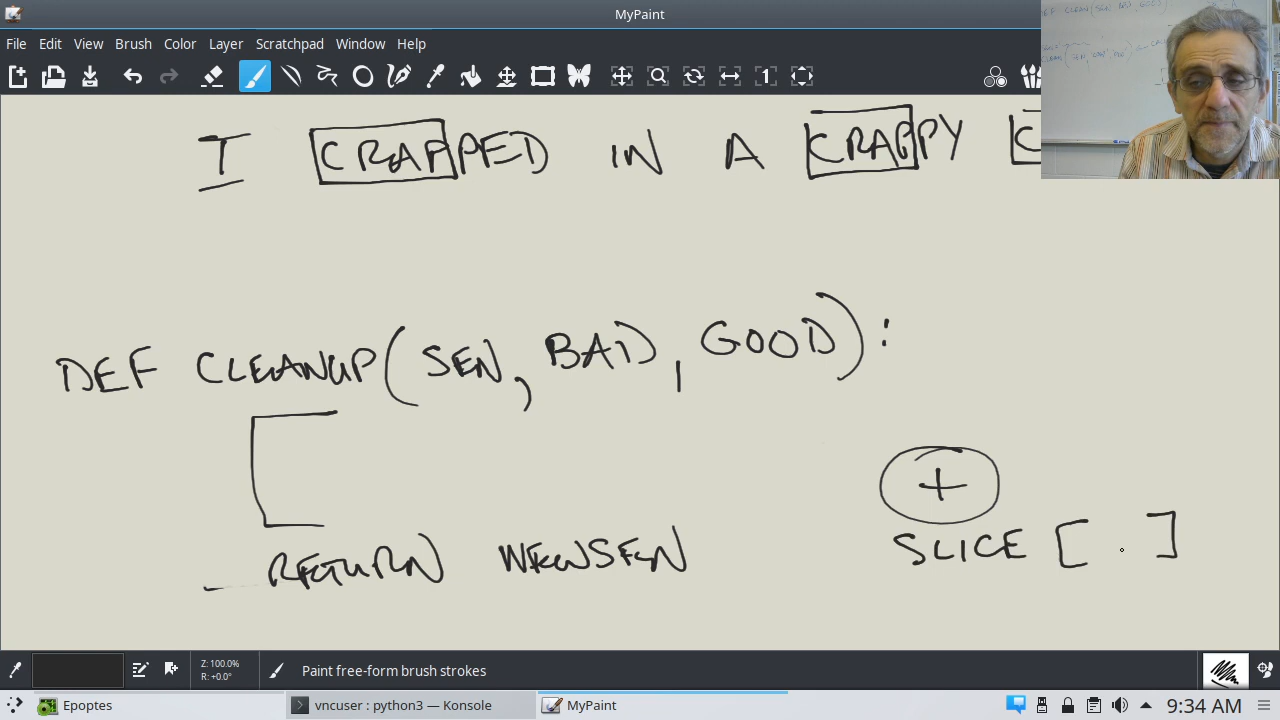 MyPaint
File Edit View Brush Color Layer Scratchpad Window Help
I CRAPPED IN A CRAPPY C
DEF CLEANUP(SEN, BAD, GOOD):
+
SLICE [ . ]
RETURN NEWSEN
Z: 100.0%
R: +0.0°
Paint free-form brush strokes
Epoptes
vncuser : python3 — Konsole
MyPaint
9:34 AM